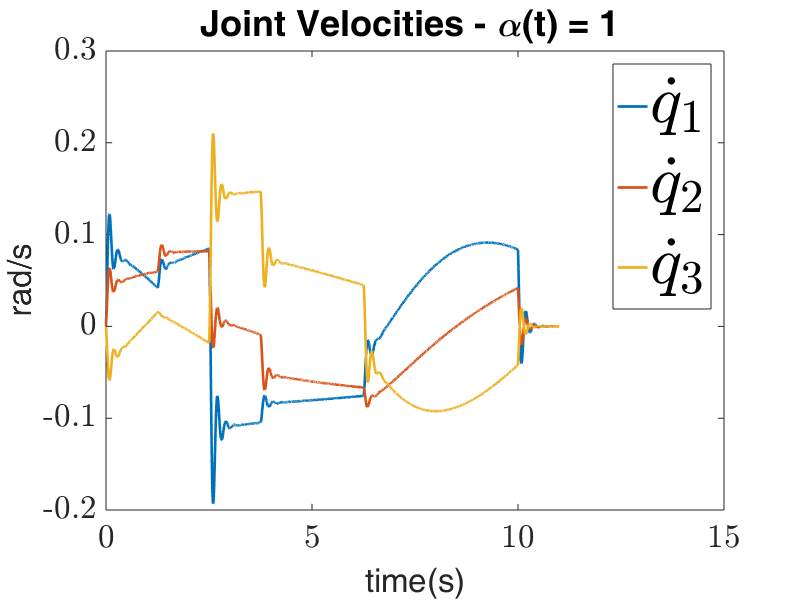 Joint Velocities - α(t) = 1
0.3
0.2
0.1
0
-0.1
-0.2
rad/s
0
5
10
15
time(s)
q̇1
q̇2
q̇3